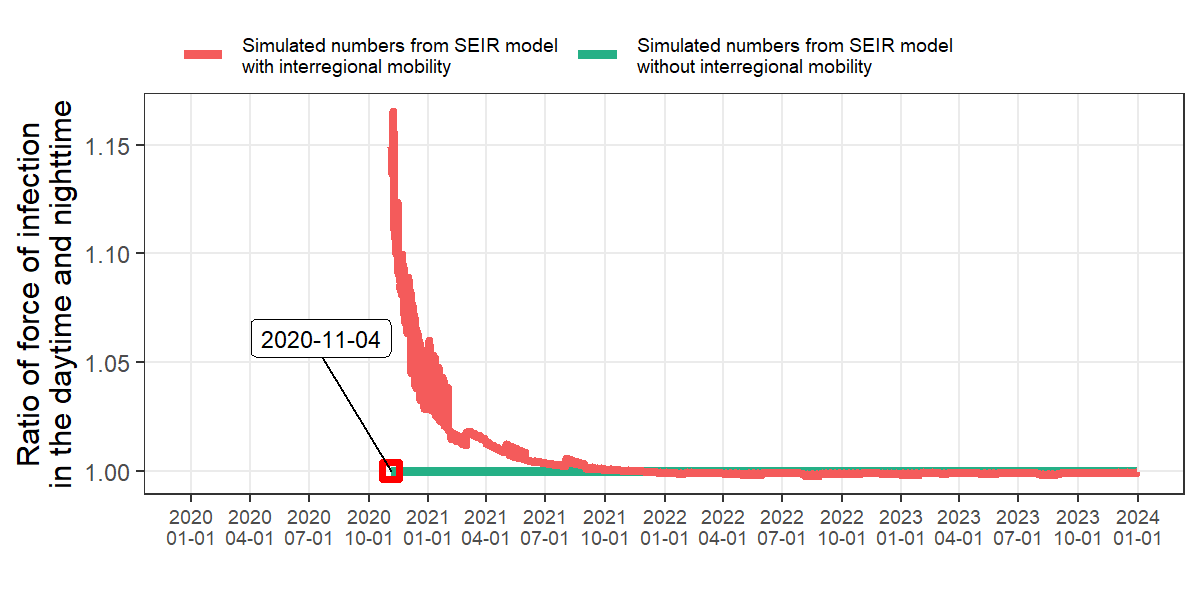 Simulated numbers from SEIR model
with interregional mobility
Simulated numbers from SEIR model
without interregional mobility
Ratio of force of infection
in the daytime and nighttime
1.15
1.10
1.05
1.00
2020-11-04
2020 2020 2020 2020 2021 2021 2021 2021 2022 2022 2022 2022 2023 2023 2023 2023 2024
01-01 04-01 07-01 10-01 01-01 04-01 07-01 10-01 01-01 04-01 07-01 10-01 01-01 04-01 07-01 10-01 01-01